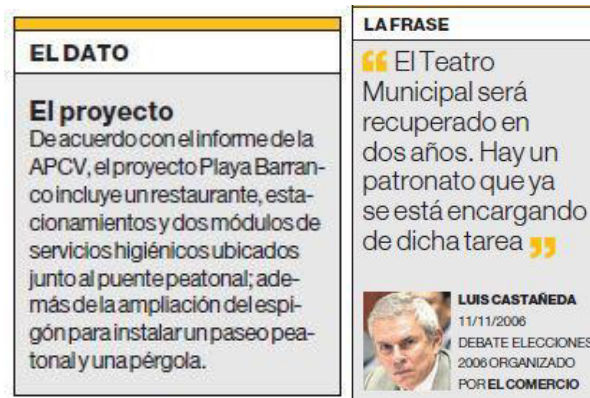 EL DATO
El proyecto
De acuerdo con el informe de la
APCV, el proyecto Playa Barran-
co incluye un restaurante, esta-
cionamientos y dos módulos de
servicios higiénicos ubicados
junto al puente peatonal; ade-
más de la ampliación del espi-
gón para instalar un paseo pea-
tonal y una pérgola.
LA FRASE
“ El Teatro
Municipal será
recuperado en
dos años. Hay un
patronato que ya
se está encargando
de dicha tarea ”
LUIS CASTAÑEDA
11/11/2006
DEBATE ELECCIONES
2006 ORGANIZADO
POR EL COMERCIO